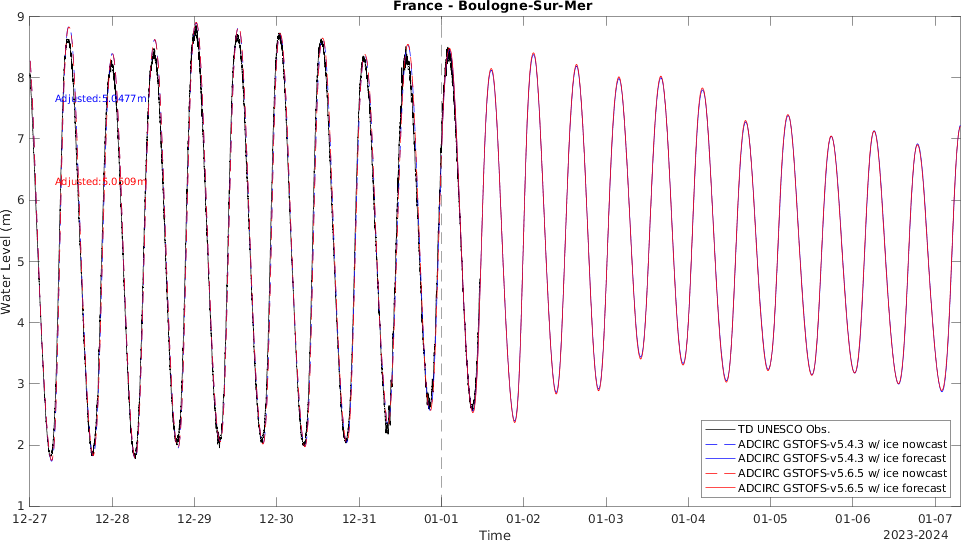 France - Boulogne-Sur-Mer
9
8
7
6
5
4
3
2
1
Water Level (m)
Adjusted:5.0477m
Adjusted:5.0509m
TD UNESCO Obs.
ADCIRC GSTOFS-v5.4.3 w/ ice nowcast
ADCIRC GSTOFS-v5.4.3 w/ ice forecast
ADCIRC GSTOFS-v5.6.5 w/ ice nowcast
ADCIRC GSTOFS-v5.6.5 w/ ice forecast
12-27 12-28 12-29 12-30 12-31 01-01 01-02 01-03 01-04 01-05 01-06 01-07
Time
2023-2024